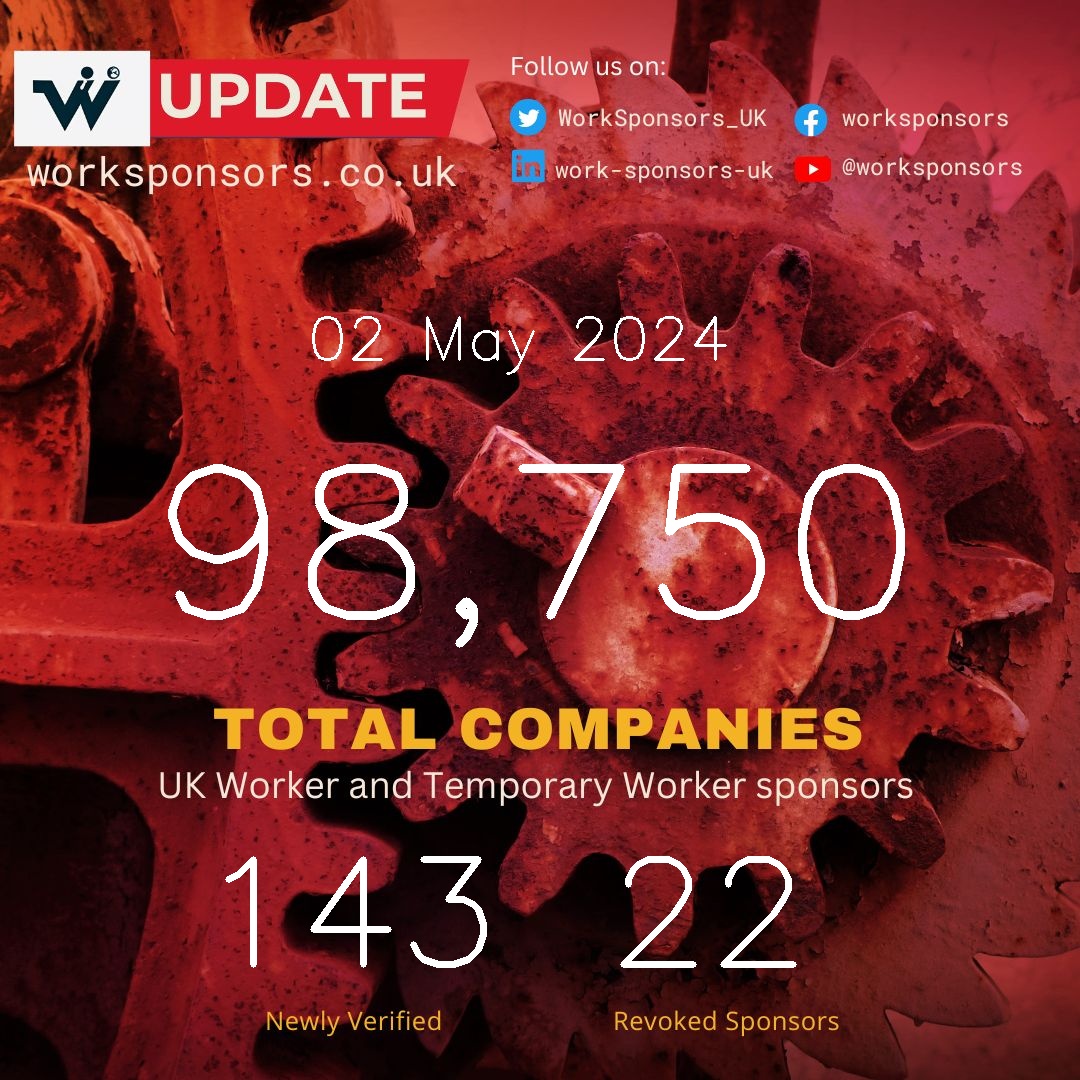 UPDATE
worksponsors.co.uk
Follow us on:
WorkSponsors_UK
worksponsors
work-sponsors-uk
@worksponsors
02 May 2024
98,750
TOTAL COMPANIES
UK Worker and Temporary Worker sponsors
143 22
Newly Verified
Revoked Sponsors